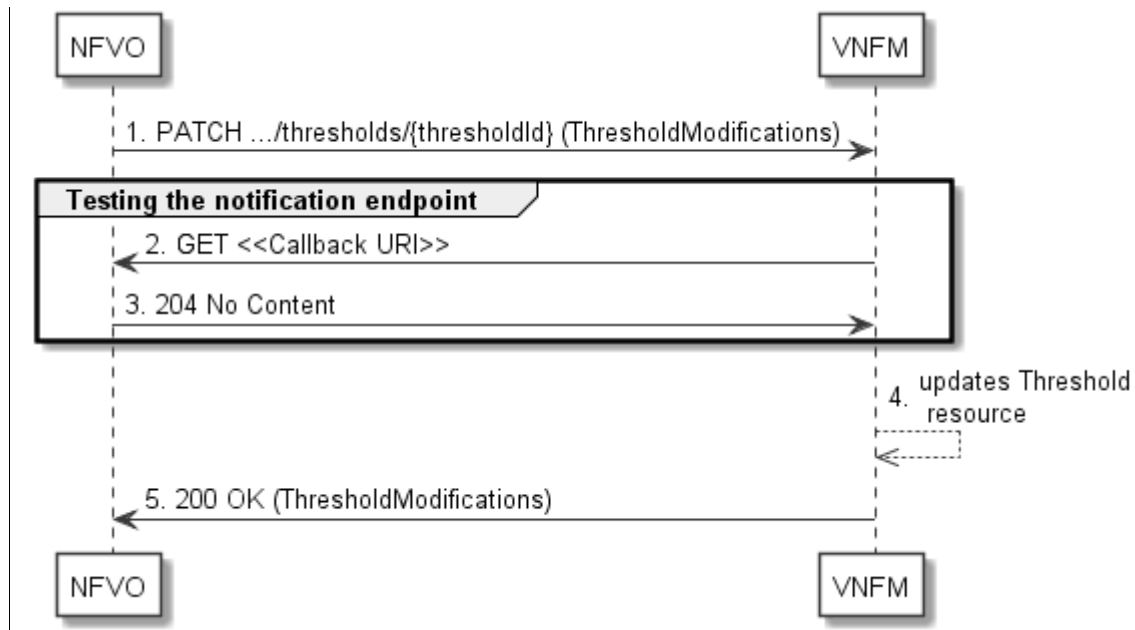 NFVO
VNFM
1. PATCH .../thresholds/{thresholdId} (ThresholdModifications)
Testing the notification endpoint
2. GET <<Callback URI>>
3. 204 No Content
4. updates Threshold
resource
5. 200 OK (ThresholdModifications)
NFVO
VNFM